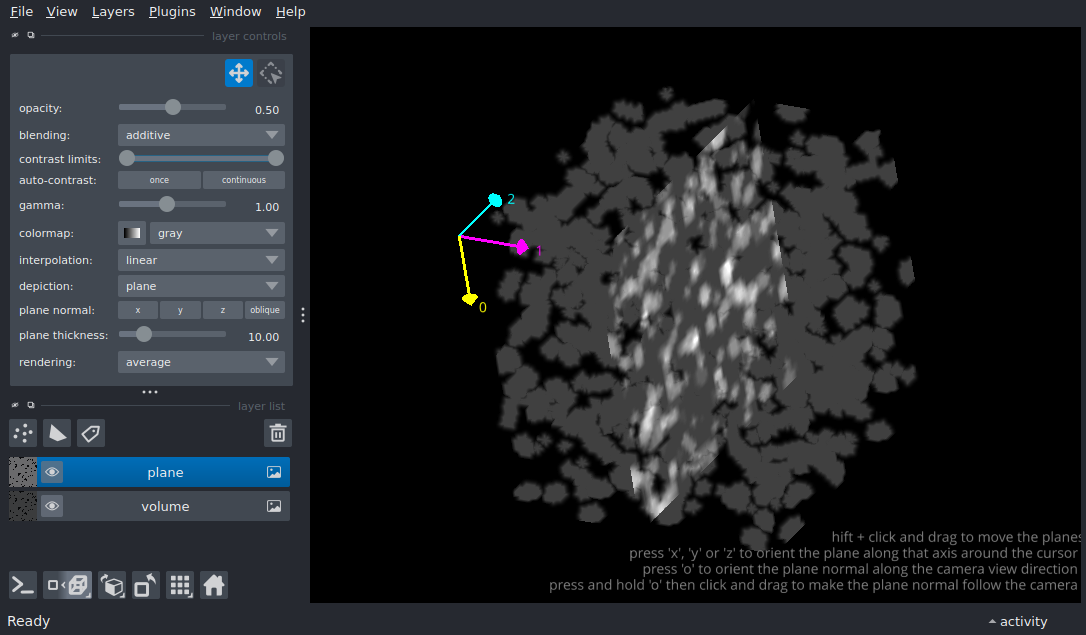 File View Layers Plugins Window Help
layer controls
opacity: 0.50
blending: additive
contrast limits:
auto-contrast: once continuous
gamma: 1.00
colormap: gray
interpolation: linear
depiction: plane
plane normal: x y z oblique
plane thickness: 10.00
rendering: average
layer list
plane
volume
2
1
0
hift + click and drag to move the planes
press 'x', 'y' or 'z' to orient the plane along that axis around the cursor
press 'o' to orient the plane normal along the camera view direction
press and hold 'o' then click and drag to make the plane normal follow the camera
Ready
activity